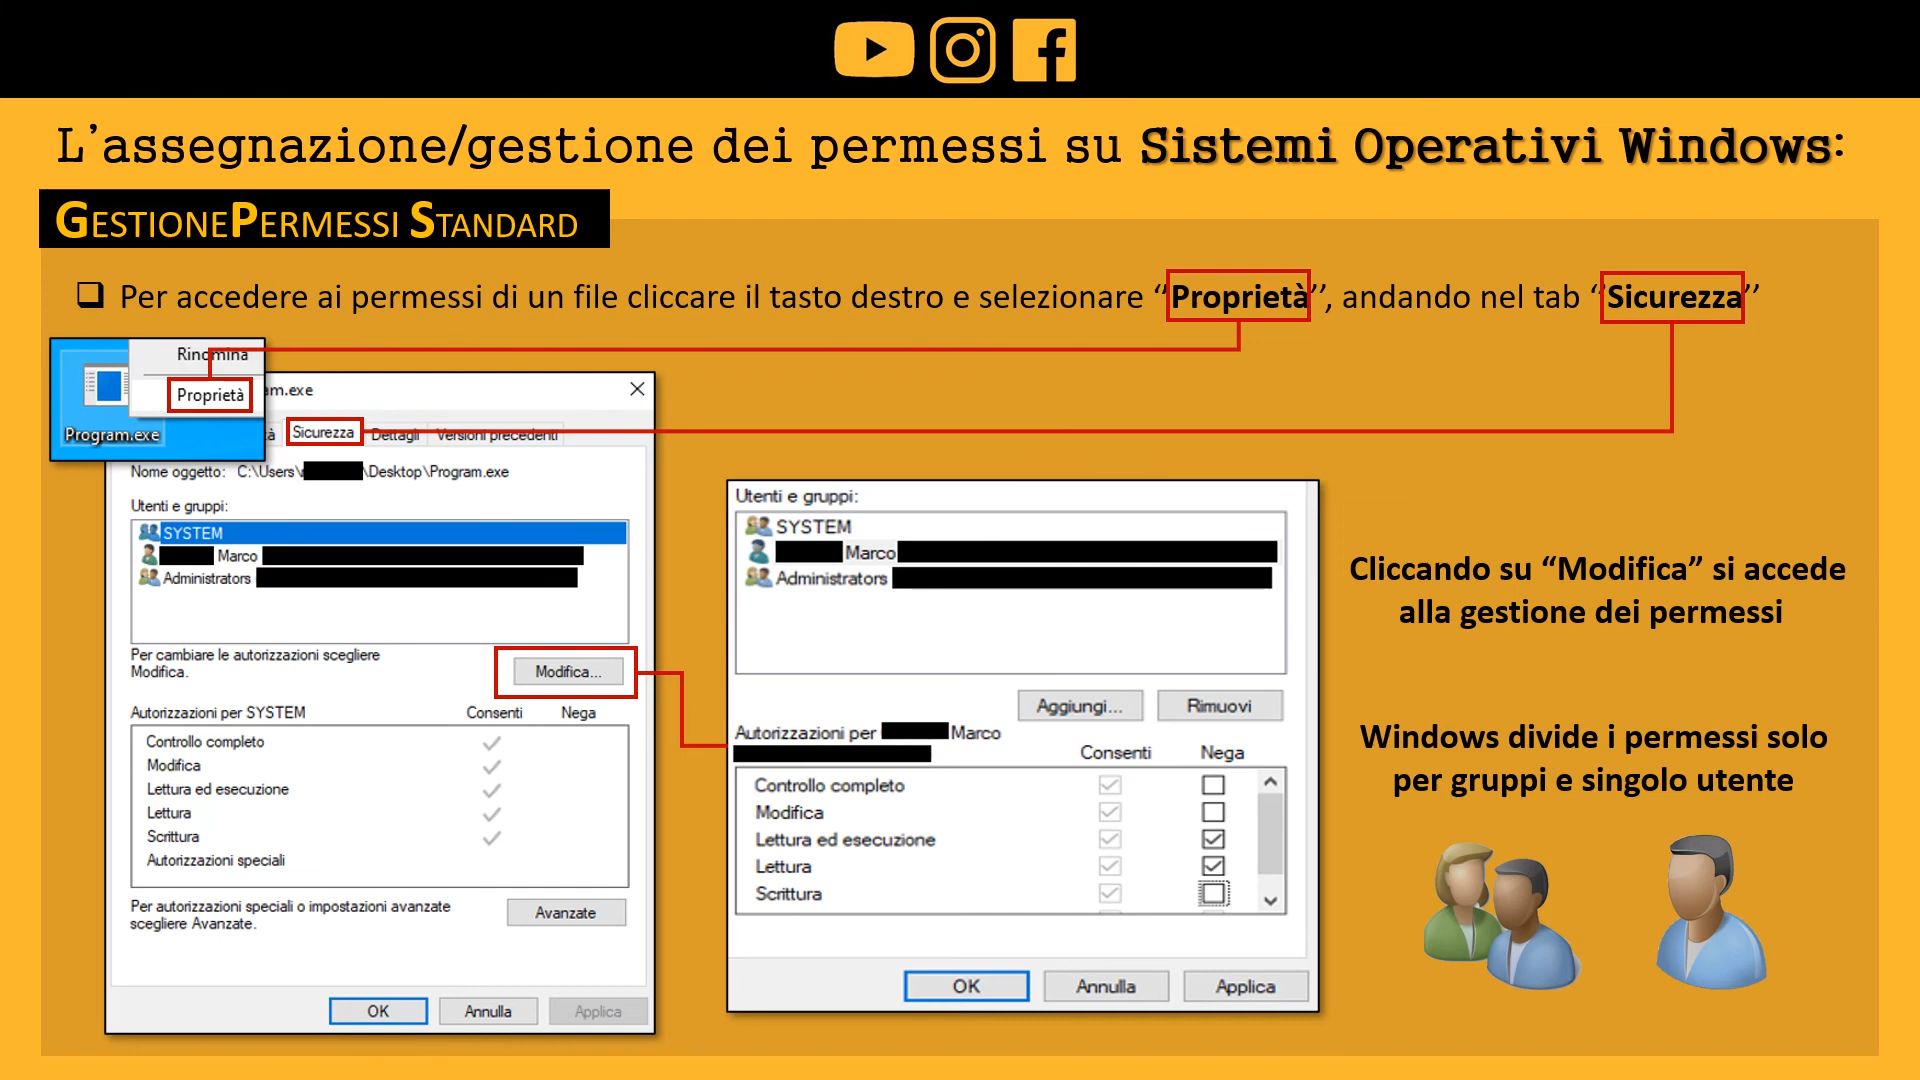 L'assegnazione/gestione dei permessi su Sistemi Operativi Windows:
GESTIONEPERMESSI STANDARD
Per accedere ai permessi di un file cliccare il tasto destro e selezionare ‘‘Proprietà’’, andando nel tab ‘‘Sicurezza’’
Rinomina
Proprietà
Program.exe
am.exe
à Sicurezza Dettagli Versioni precedenti
Nome oggetto: C:\Users\ \Desktop\Program.exe
Utenti e gruppi:
SYSTEM
Marco
Administrators
Per cambiare le autorizzazioni scegliere
Modifica.
Modifica...
Autorizzazioni per SYSTEM Consenti Nega
Controllo completo
Modifica
Lettura ed esecuzione
Lettura
Scrittura
Autorizzazioni speciali
Per autorizzazioni speciali o impostazioni avanzate
scegliere Avanzate.
Avanzate
OK Annulla Applica
Utenti e gruppi:
SYSTEM
Marco
Administrators
Aggiungi... Rimuovi
Autorizzazioni per Marco
Consenti Nega
Controllo completo
Modifica
Lettura ed esecuzione
Lettura
Scrittura
OK Annulla Applica
Cliccando su “Modifica” si accede
alla gestione dei permessi
Windows divide i permessi solo
per gruppi e singolo utente